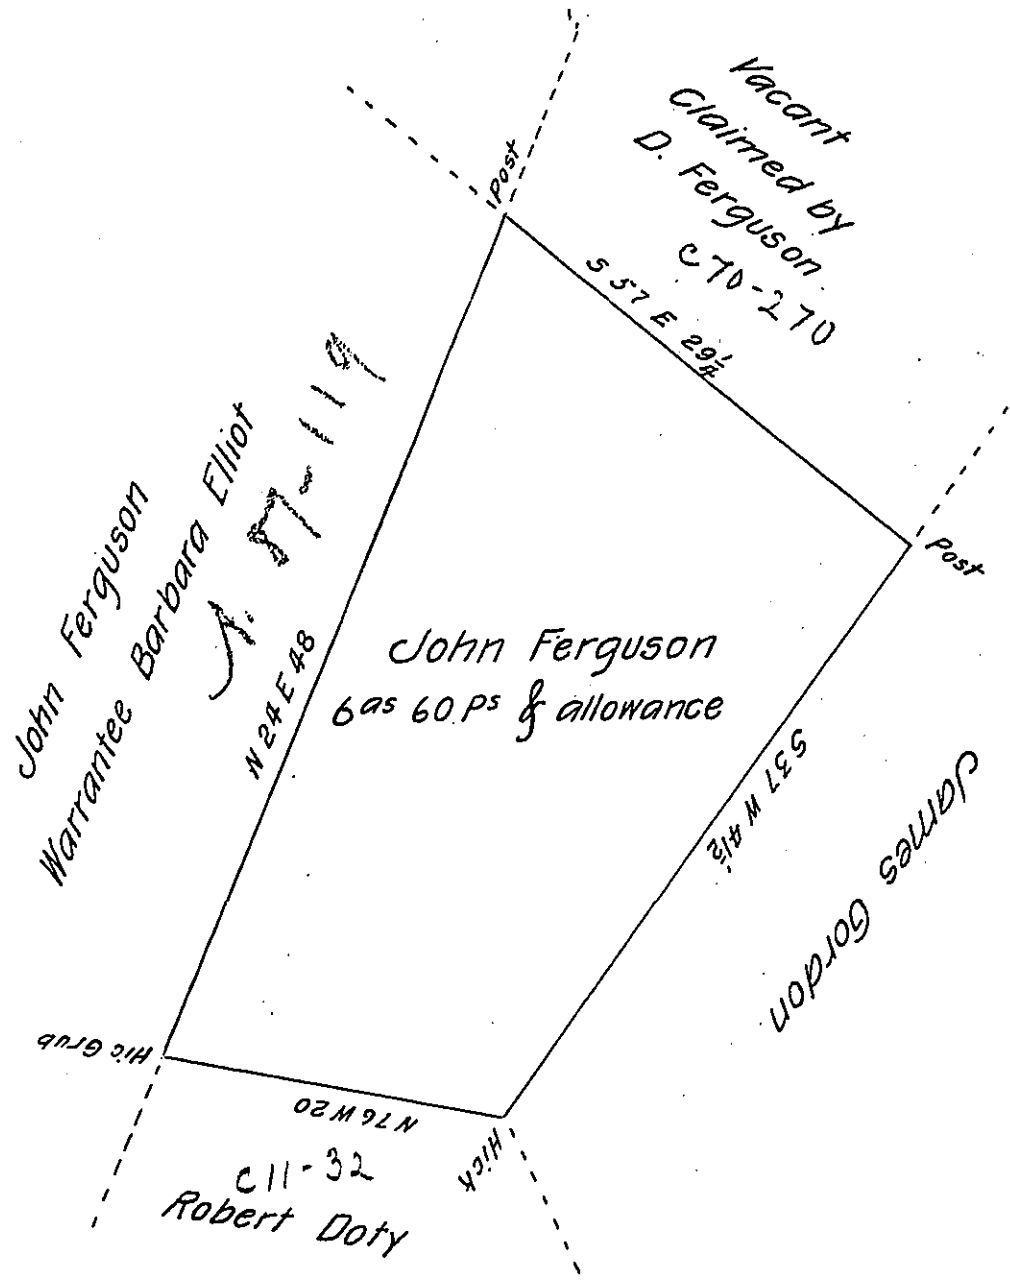 Vacant
Claimed by
D. Ferguson
C70-270
Post
S 57 E 29¼
Post
John Ferguson
Warrantee Barbara Elliot
N 24 E 48
John Ferguson
6as 60 Ps & allowance
S 37 W 41½
James Gordon
Hic Grub
N 76 W 20
Hick
C11-32
Robert Doty